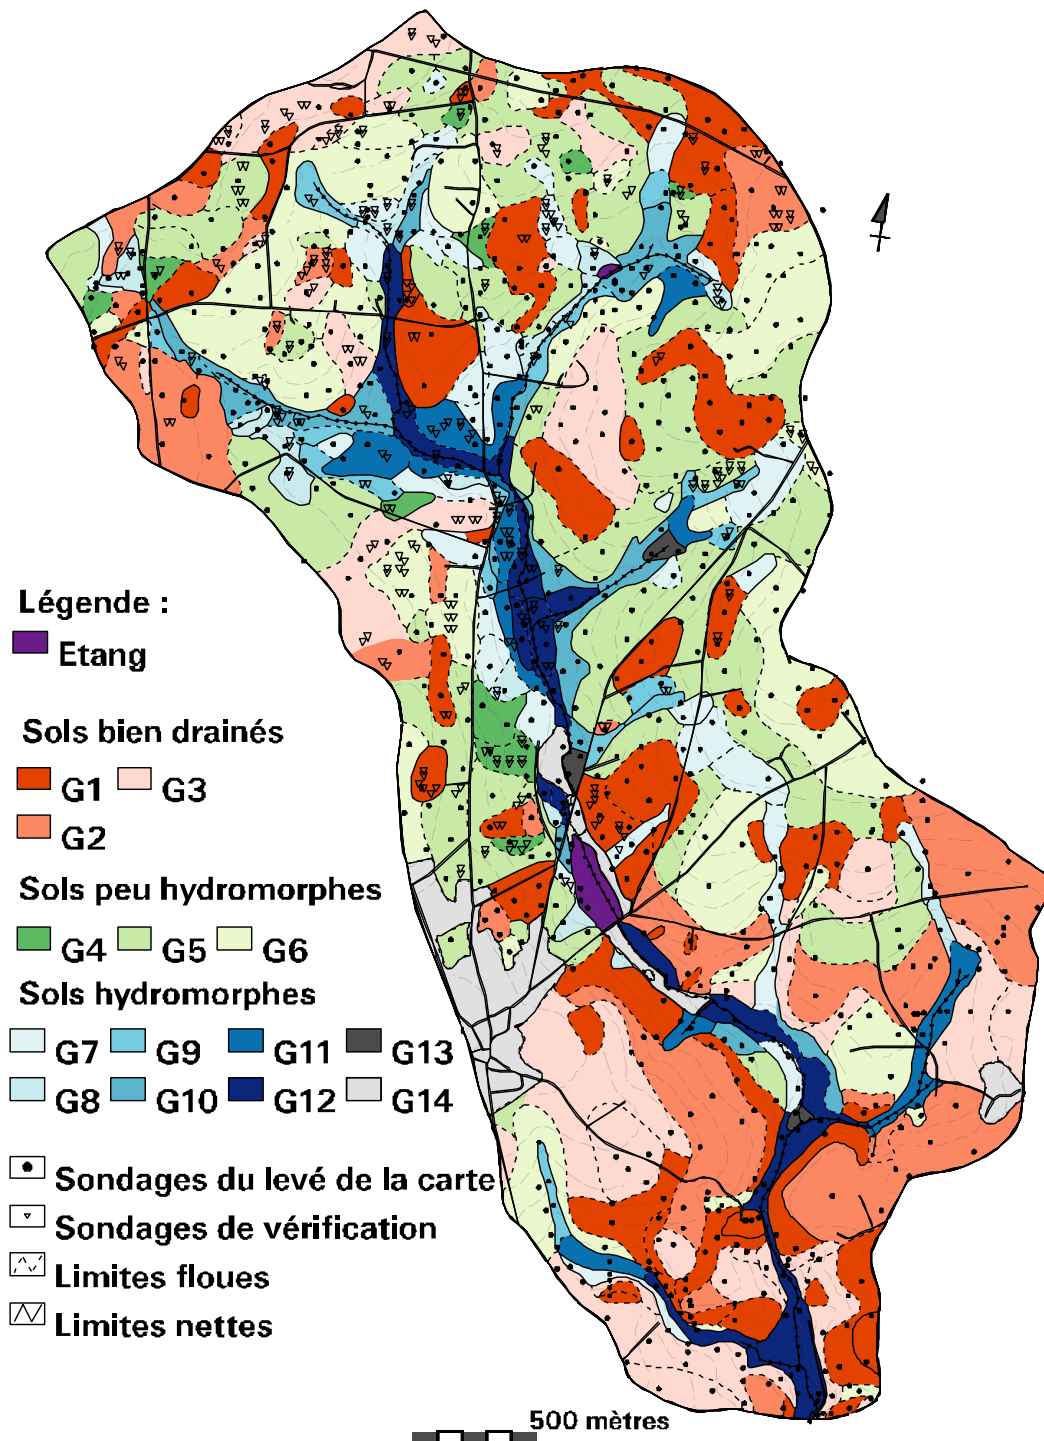 Légende :
Etang
Sols bien drainés
G1 G3
G2
Sols peu hydromorphes
G4 G5 G6
Sols hydromorphes
G7 G9 G11 G13
G8 G10 G12 G14
Sondages du levé de la carte
Sondages de vérification
Limites floues
Limites nettes
500 mètres